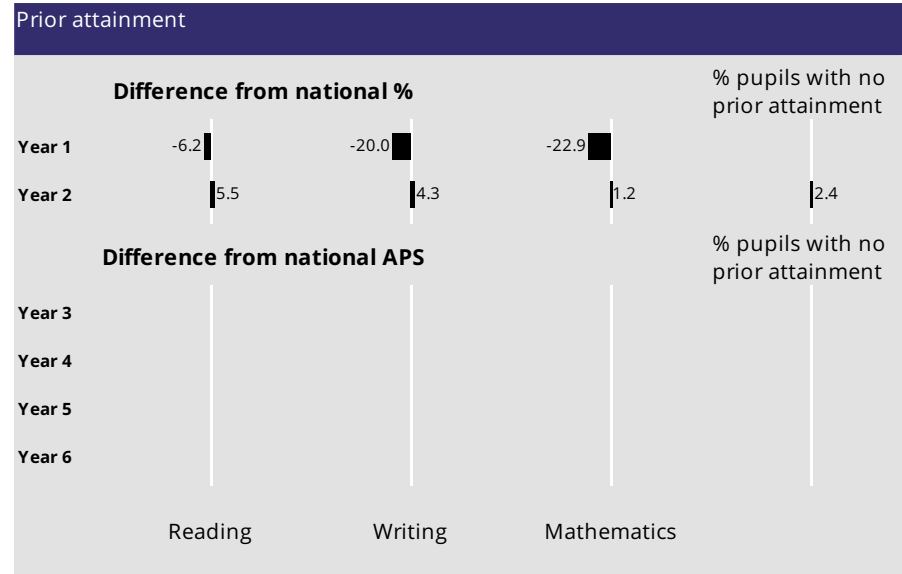 Prior attainment
Difference from national %
% pupils with no
prior attainment
Year 1 -6.2 -20.0 -22.9
Year 2 5.5 4.3 1.2 2.4
Difference from national APS
% pupils with no
prior attainment
Year 3
Year 4
Year 5
Year 6
Reading Writing Mathematics